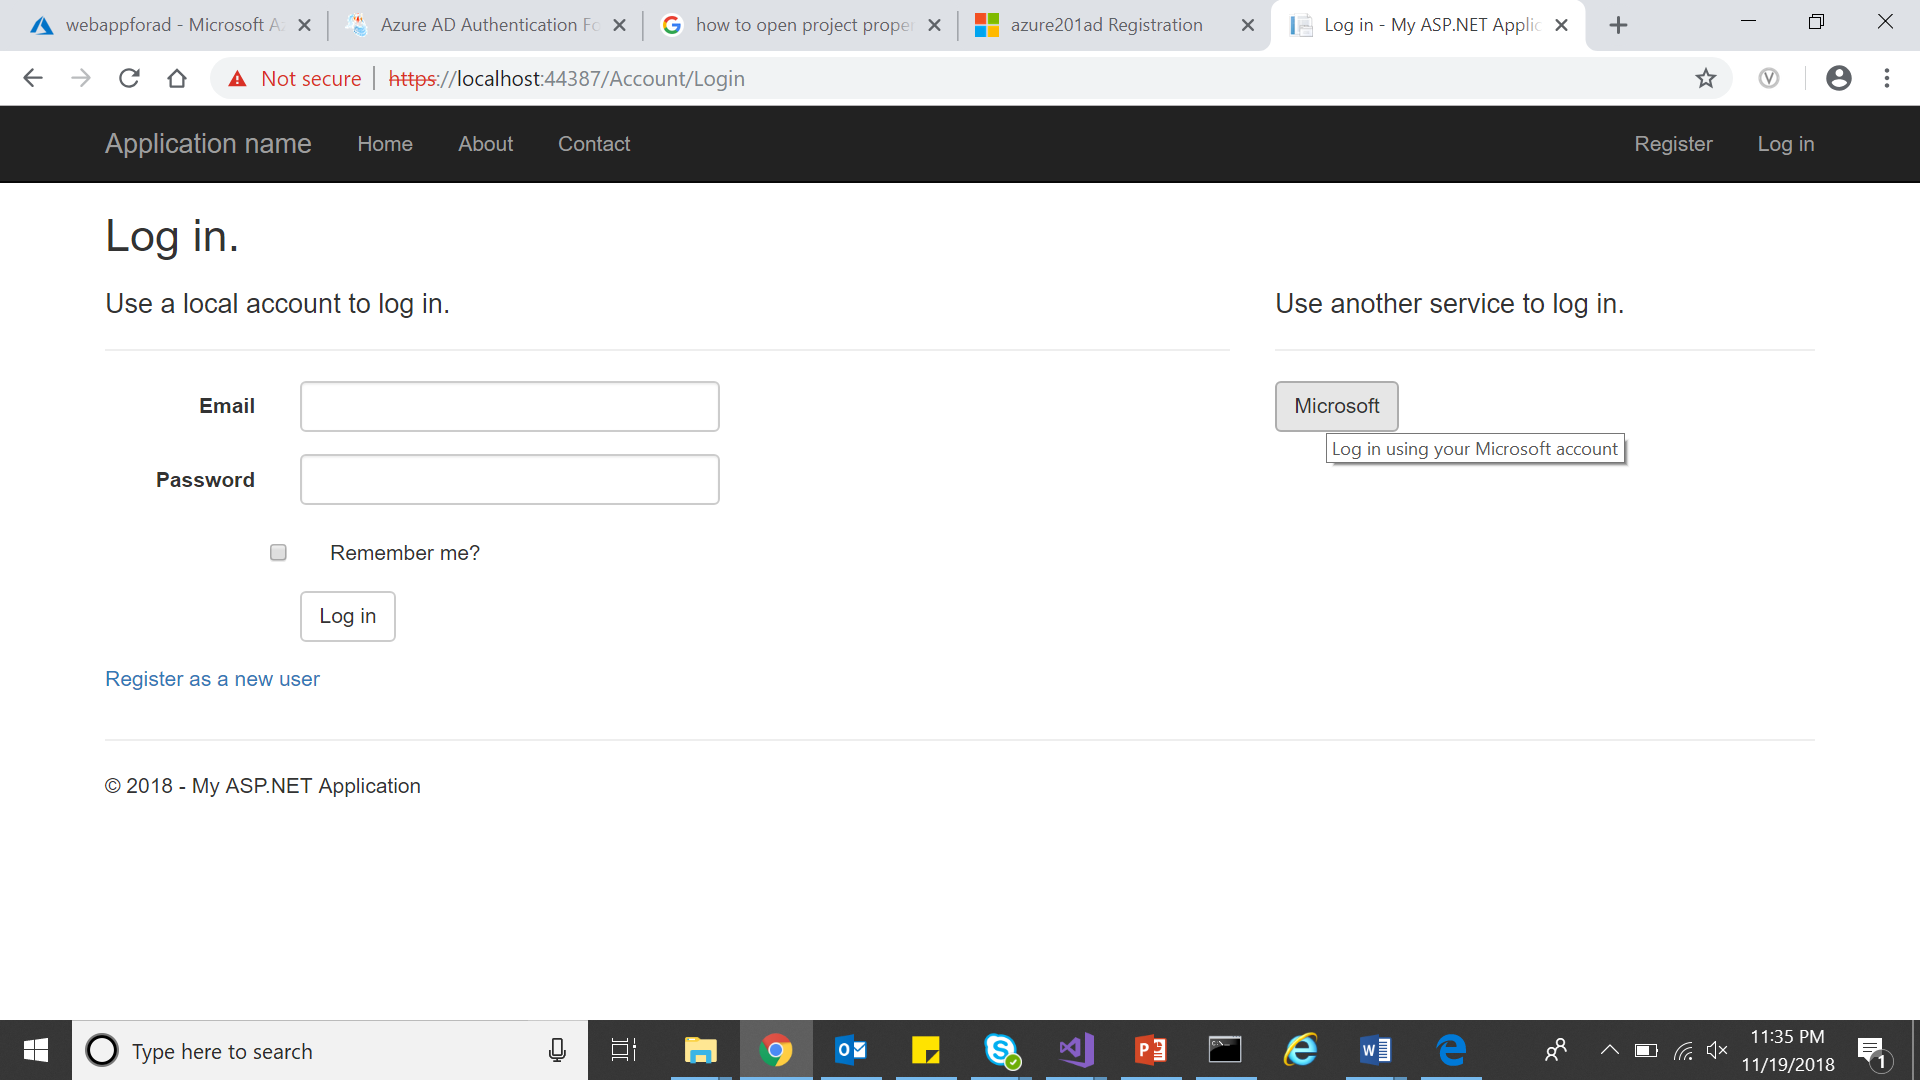 webappforad - Microsoft Az
Azure AD Authentication Fo
how to open project proper
azure201ad Registration
Log in - My ASP.NET Applic
Not secure
https://localhost:44387/Account/Login
Application name
Home
About
Contact
Register
Log in
Log in.
Use a local account to log in.
Use another service to log in.
Email
Microsoft
Log in using your Microsoft account
Password
Remember me?
Log in
Register as a new user
© 2018 - My ASP.NET Application
Type here to search
11:35 PM
11/19/2018
1